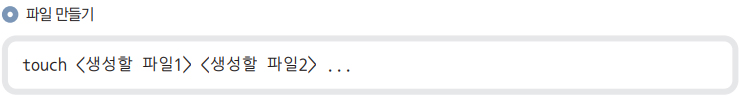 파일 만들기
touch <생성할 파일1> <생성할 파일2> ...